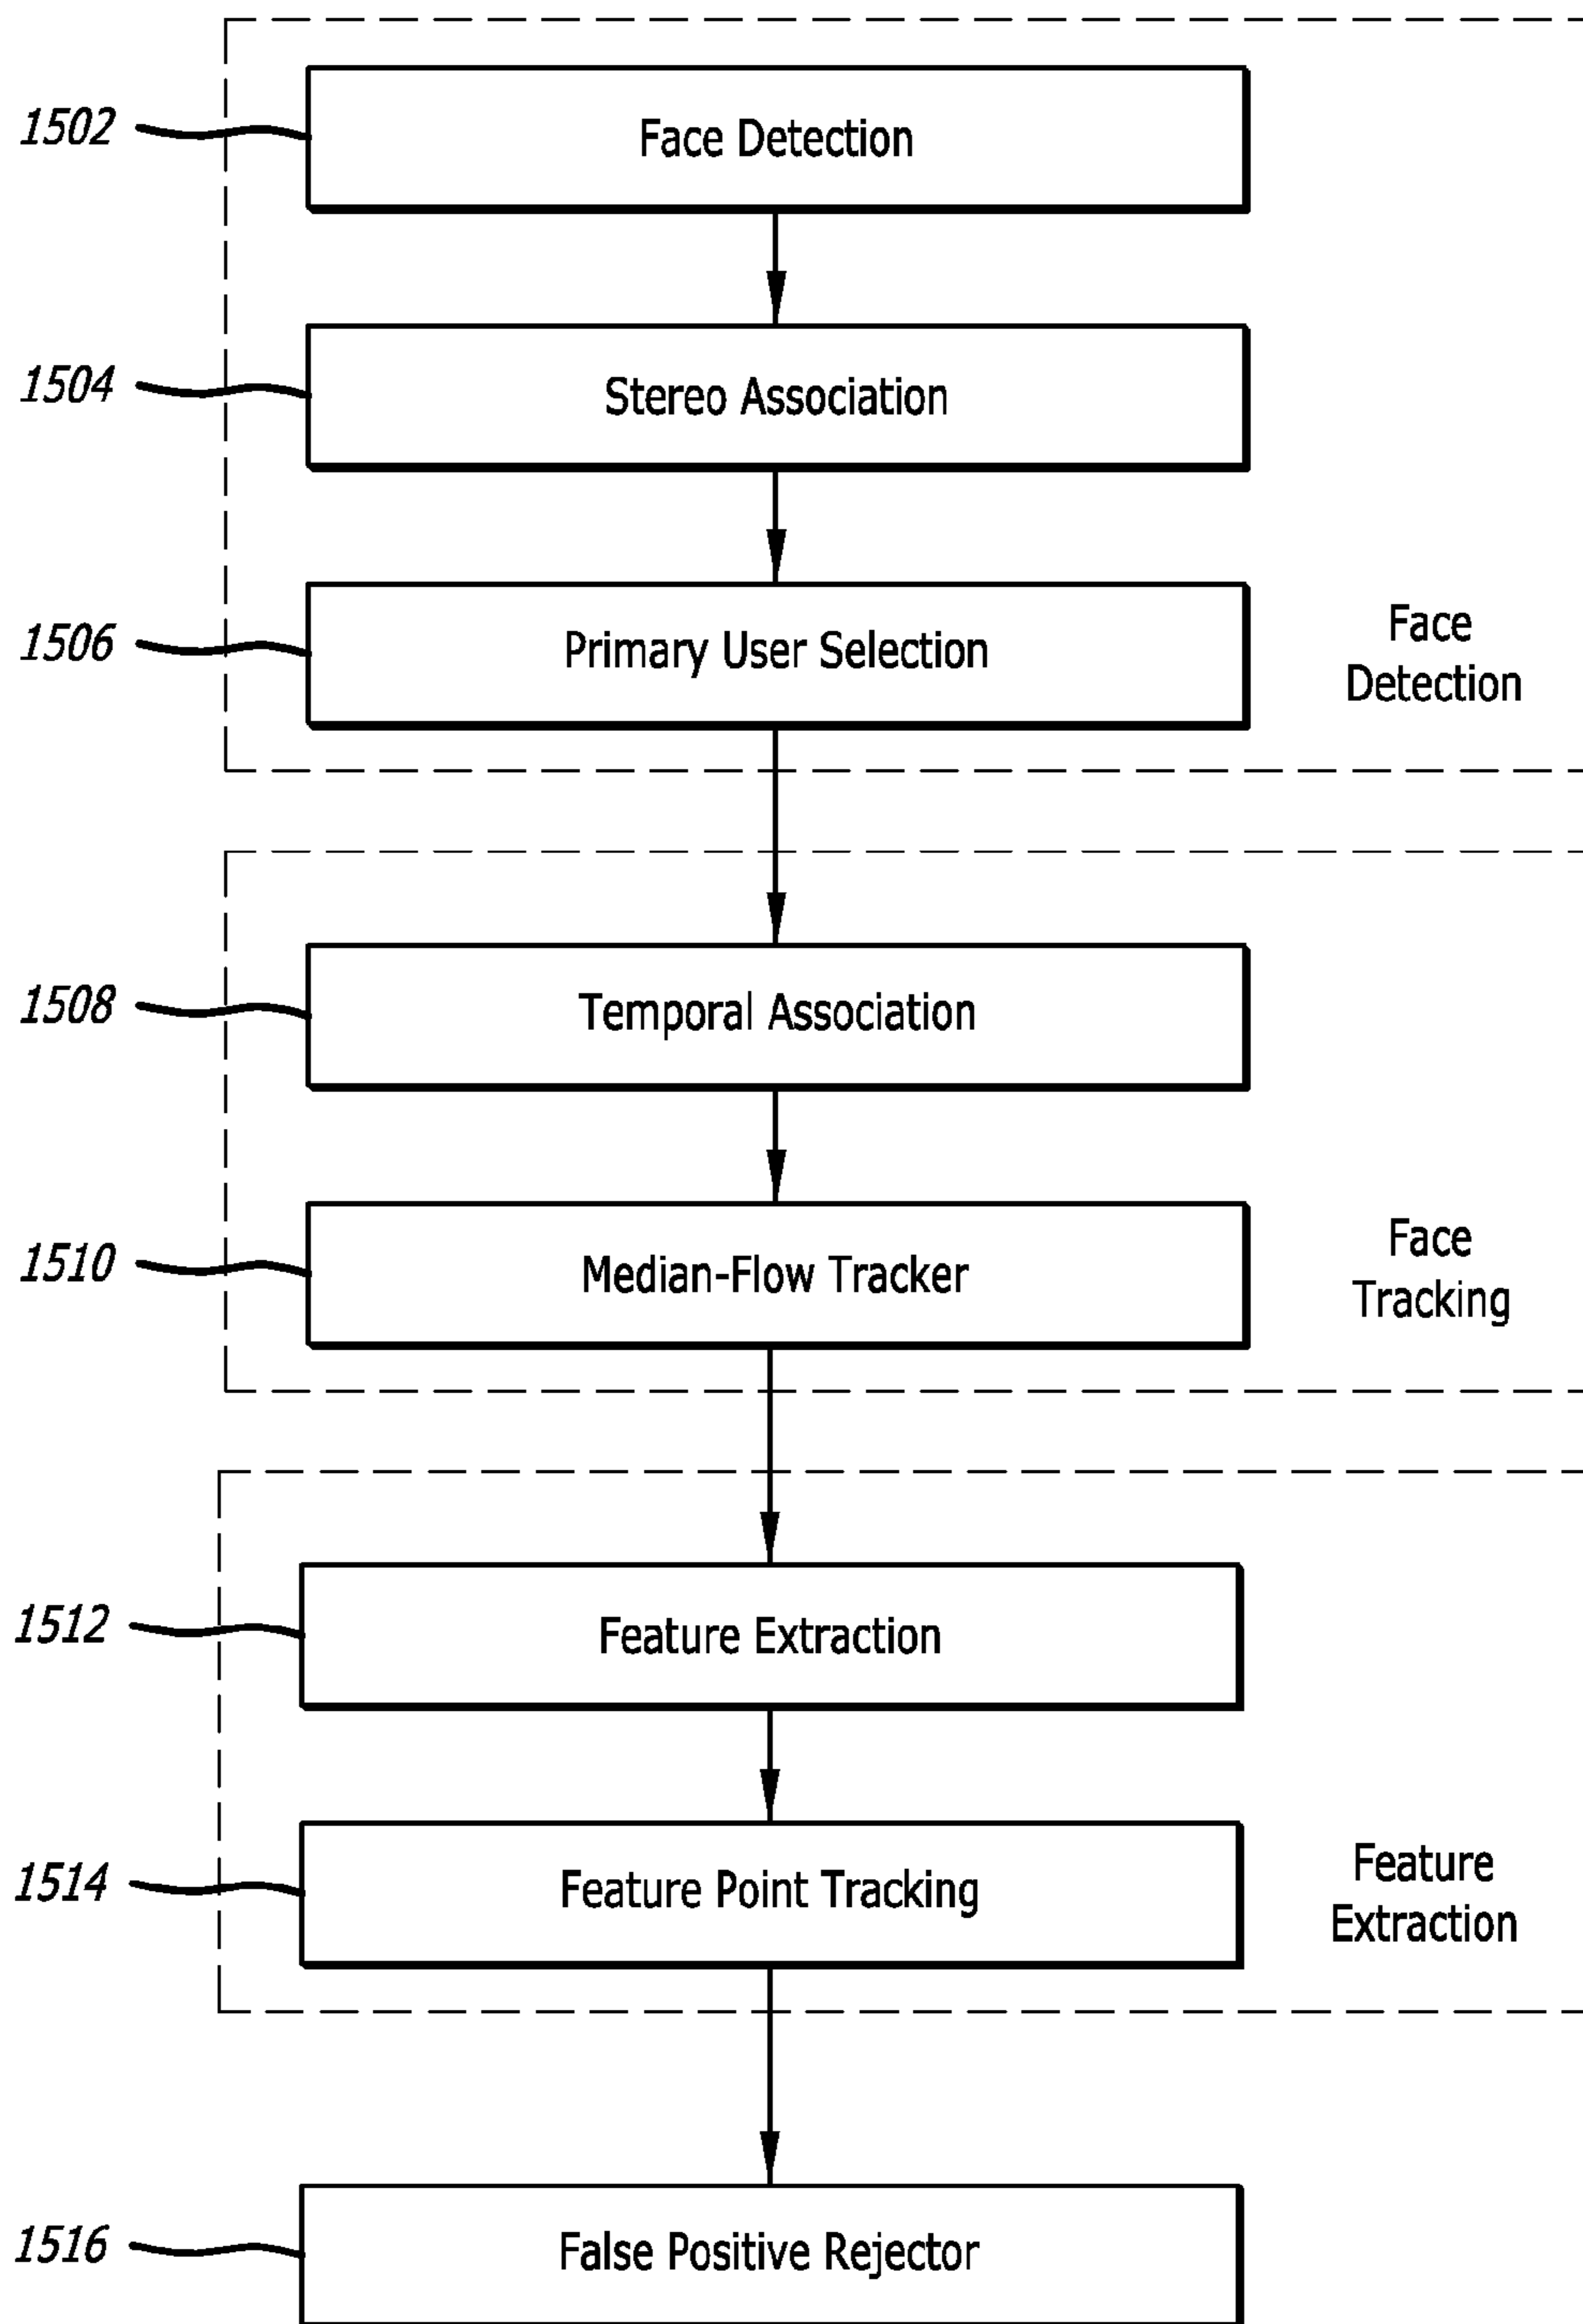 1502
Face Detection
1504
Stereo Association
1506
Primary User Selection
Face
Detection
1508
Temporal Association
1510
Median-Flow Tracker
Face
Tracking
1512
Feature Extraction
1514
Feature Point Tracking
Feature
Extraction
1516
False Positive Rejector